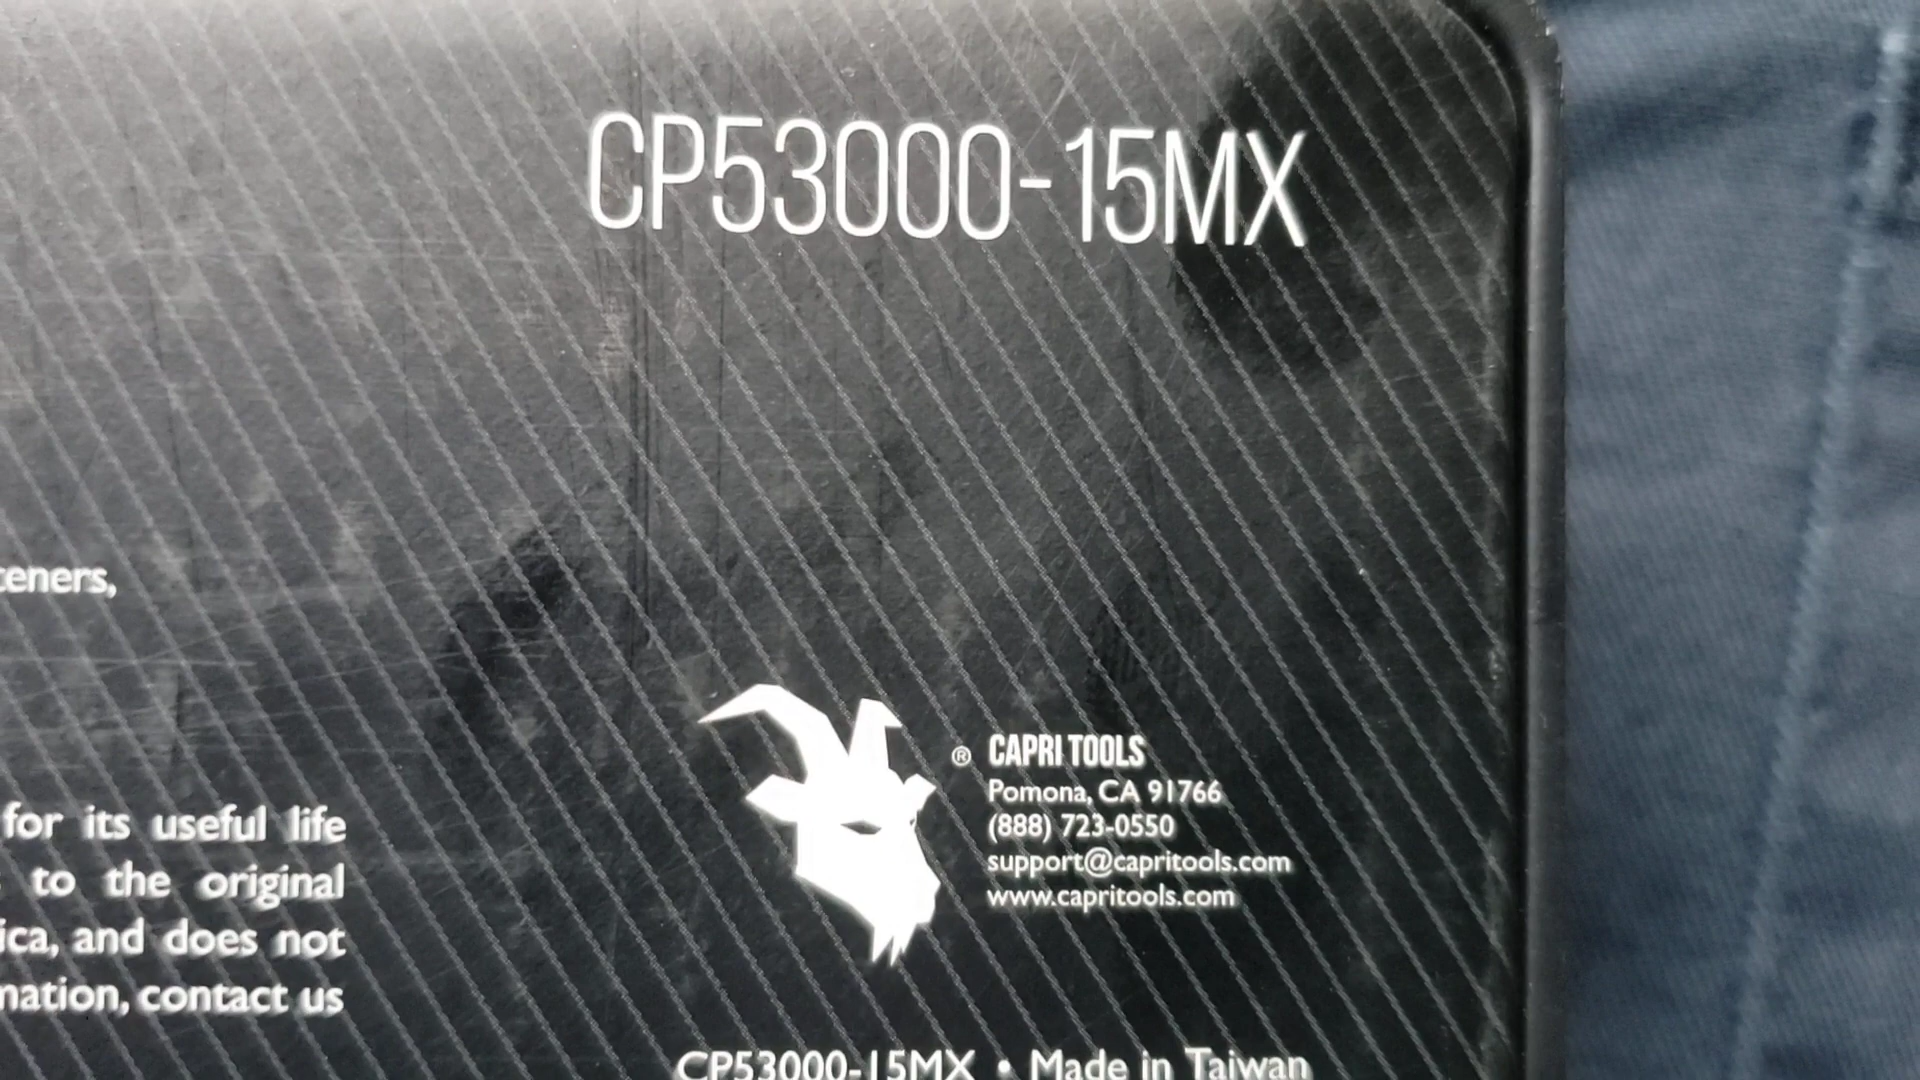 CP53000-15MX
teners,
for its useful life
to the original
ica, and does not
mation, contact us
® CAPRI TOOLS
Pomona, CA 91766
(888) 723-0550
support@capritools.com
www.capritools.com
CP53000-15MX • Made in Taiwan